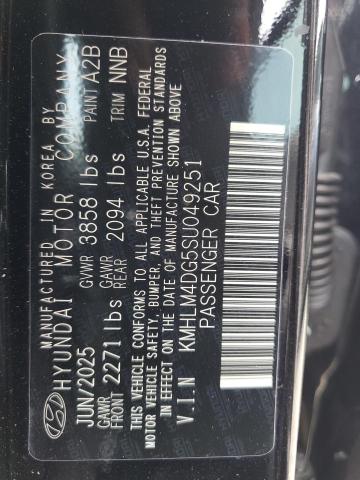 MANUFACTURED IN KOREA BY
HYUNDAI MOTOR COMPANY
JUN/2025 GVWR 3858 lbs PAINT A2B
GAWR FRONT 2271 lbs GAWR REAR 2094 lbs TRIM NNB
THIS VEHICLE CONFORMS TO ALL APPLICABLE U.S.A. FEDERAL
MOTOR VEHICLE SAFETY, BUMPER, AND THEFT PREVENTION STANDARDS
IN EFFECT ON THE DATE OF MANUFACTURE SHOWN ABOVE
V.I.N KMHLM4DG5SU049251
PASSENGER CAR